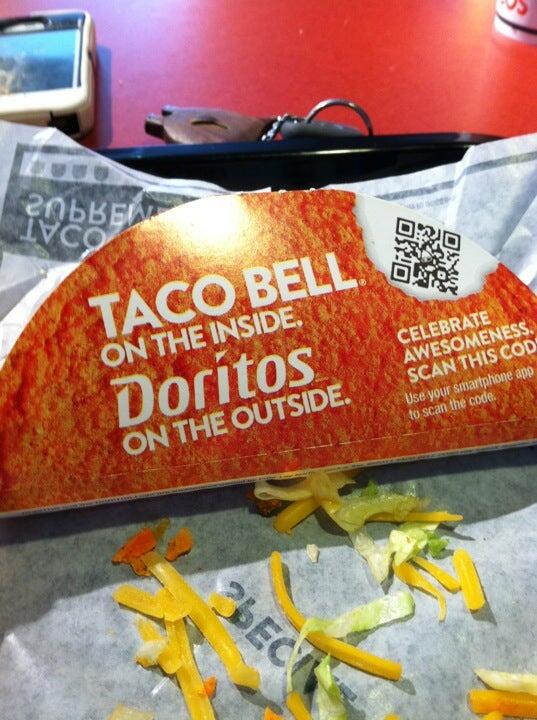 TACO
SUPREM
TACO BELL®
ON THE INSIDE.
Doritos
ON THE OUTSIDE.
CELEBRATE
AWESOMENESS.
SCAN THIS COD
Use your smartphone app
to scan the code.
SPECI